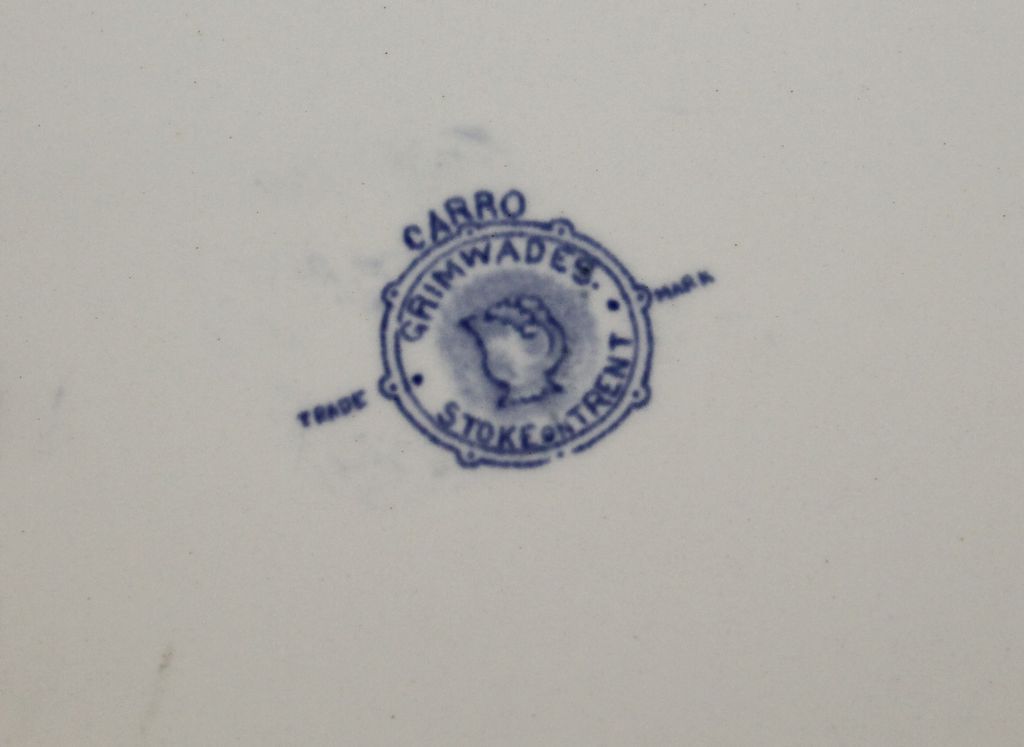 CARRO
GRIMWADES.
TRADE MARK
STOKE ON TRENT